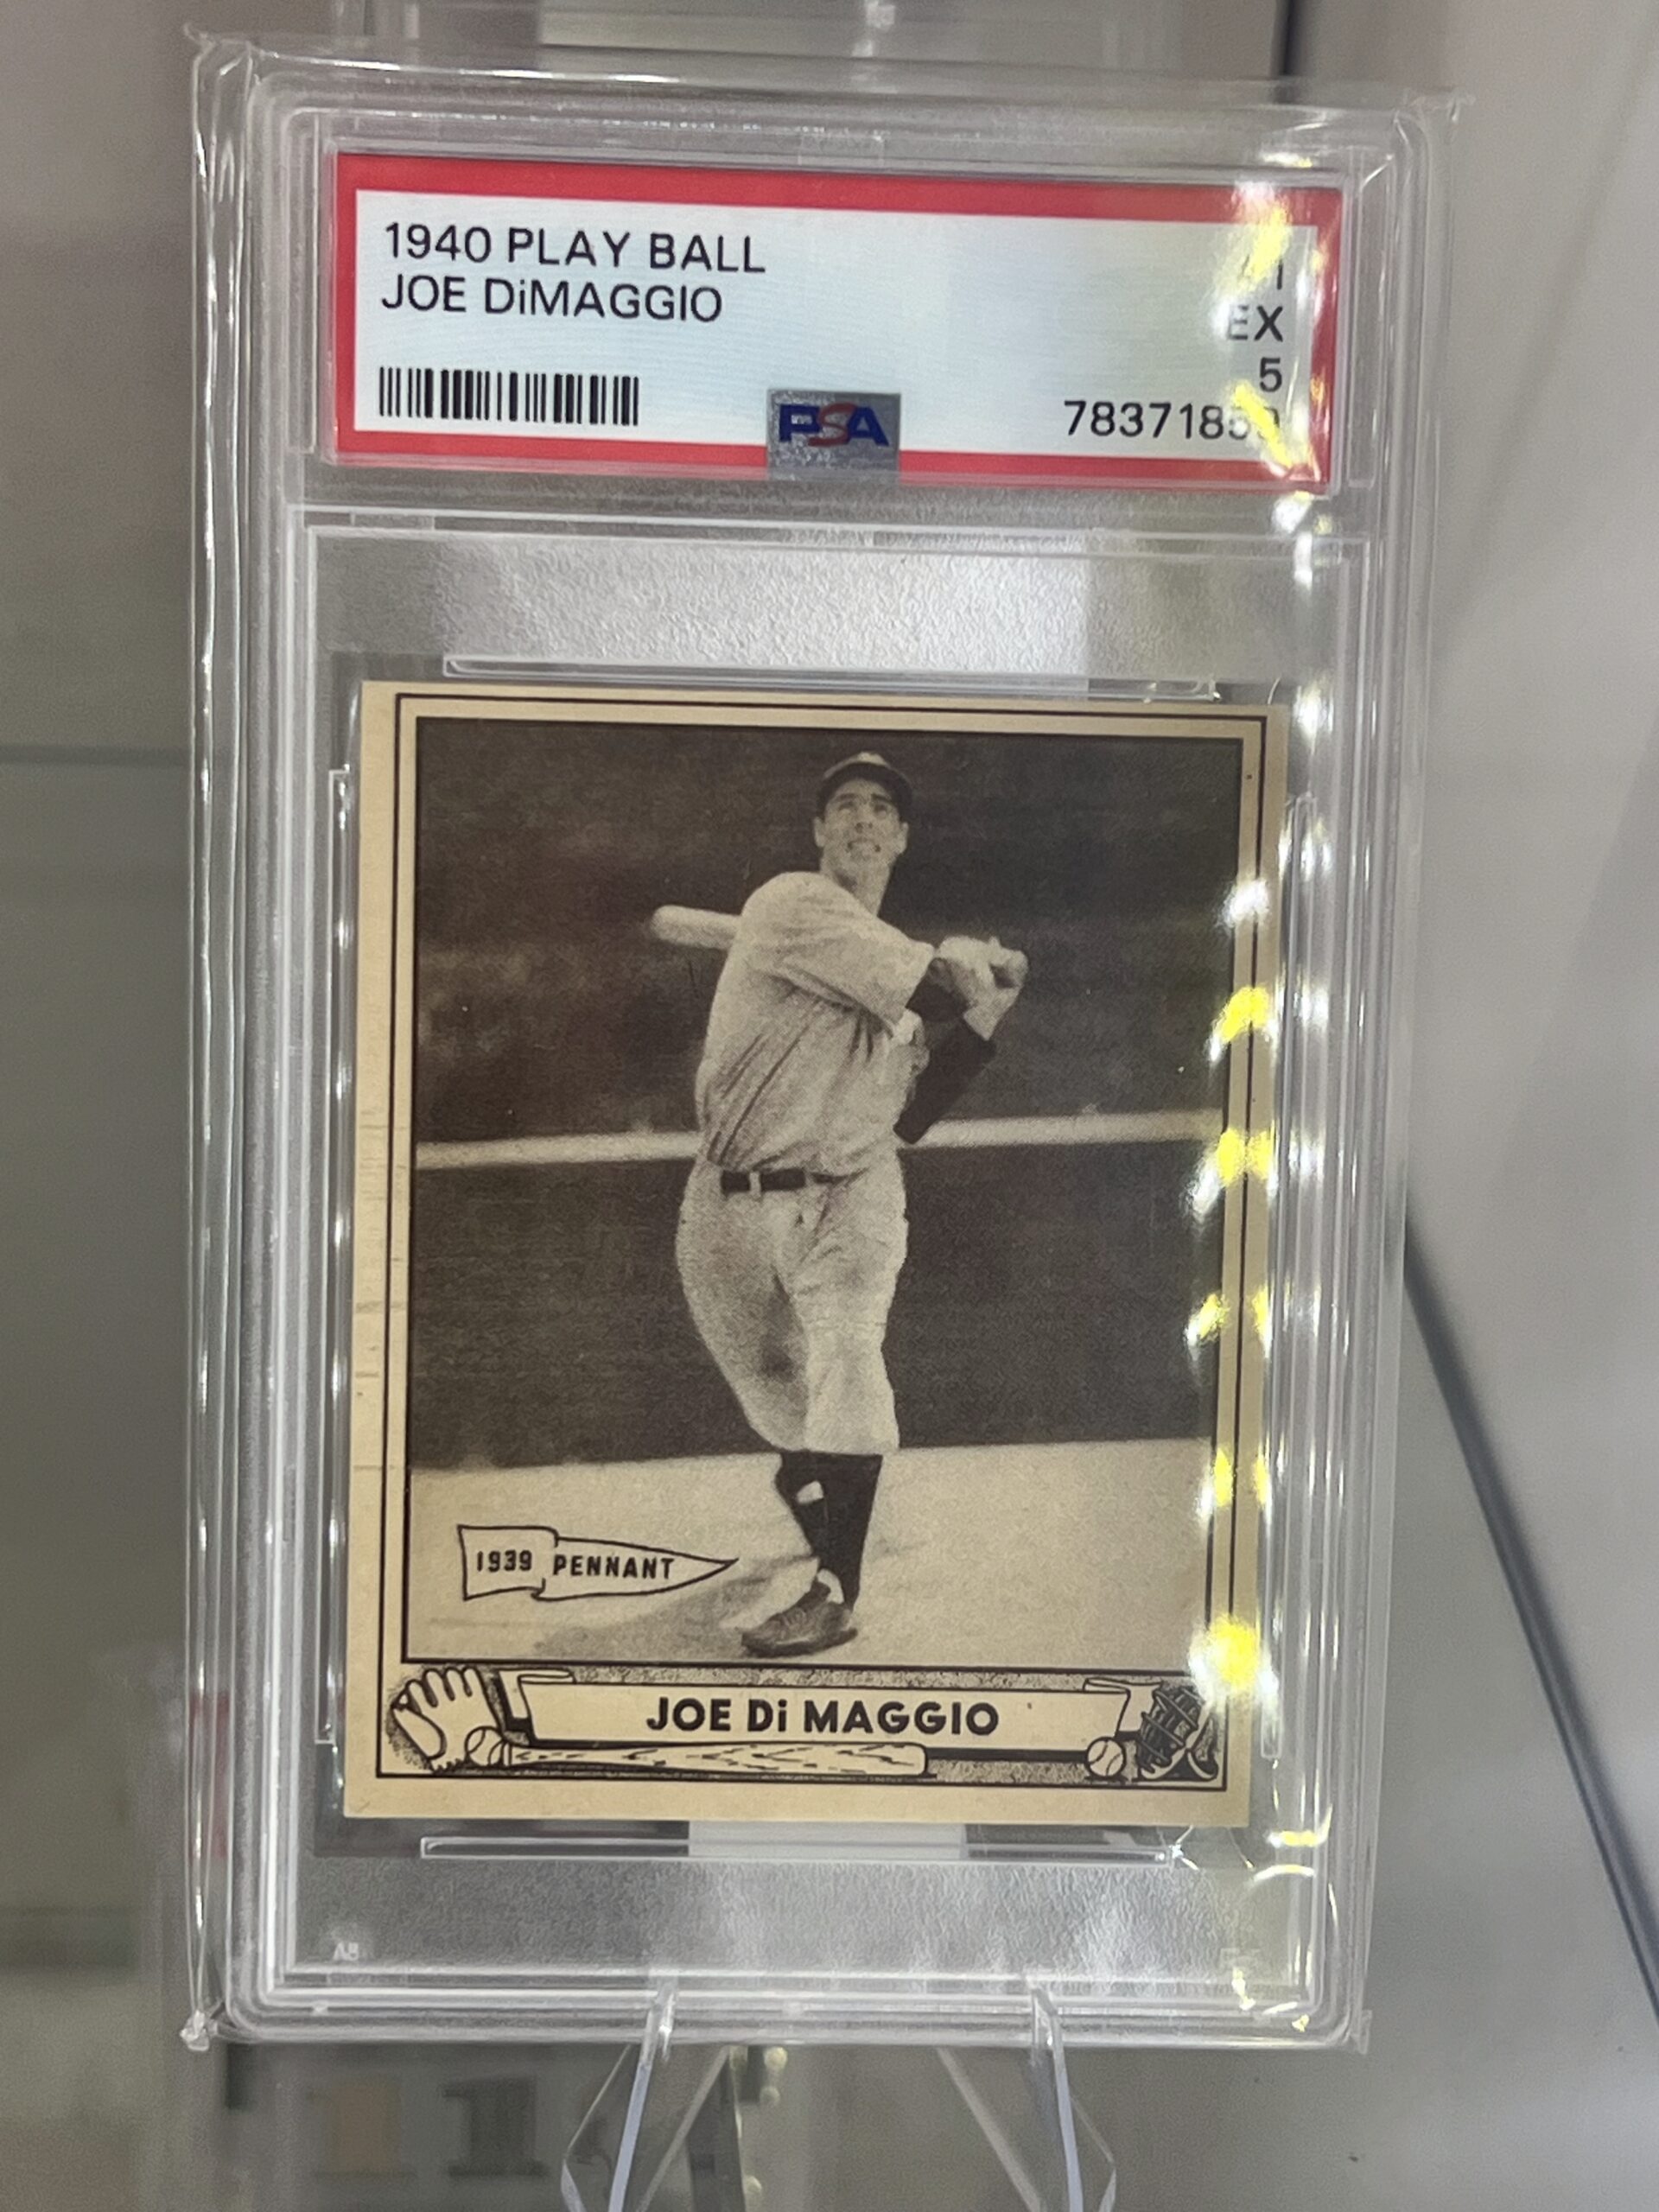 1940 PLAY BALL
JOE DiMAGGIO
EX
5
PSA
1939 PENNANT
JOE Di MAGGIO